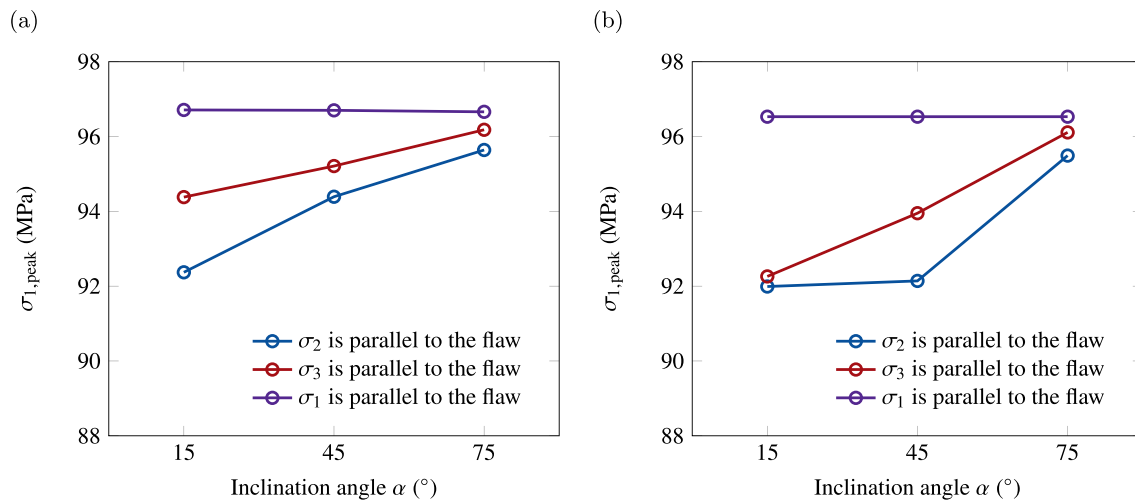 (a)
98
96
94
92
90
88
σ1,peak (MPa)
σ2 is parallel to the flaw
σ3 is parallel to the flaw
σ1 is parallel to the flaw
15 45 75
Inclination angle α (°)
(b)
98
96
94
92
90
88
σ1,peak (MPa)
σ2 is parallel to the flaw
σ3 is parallel to the flaw
σ1 is parallel to the flaw
15 45 75
Inclination angle α (°)